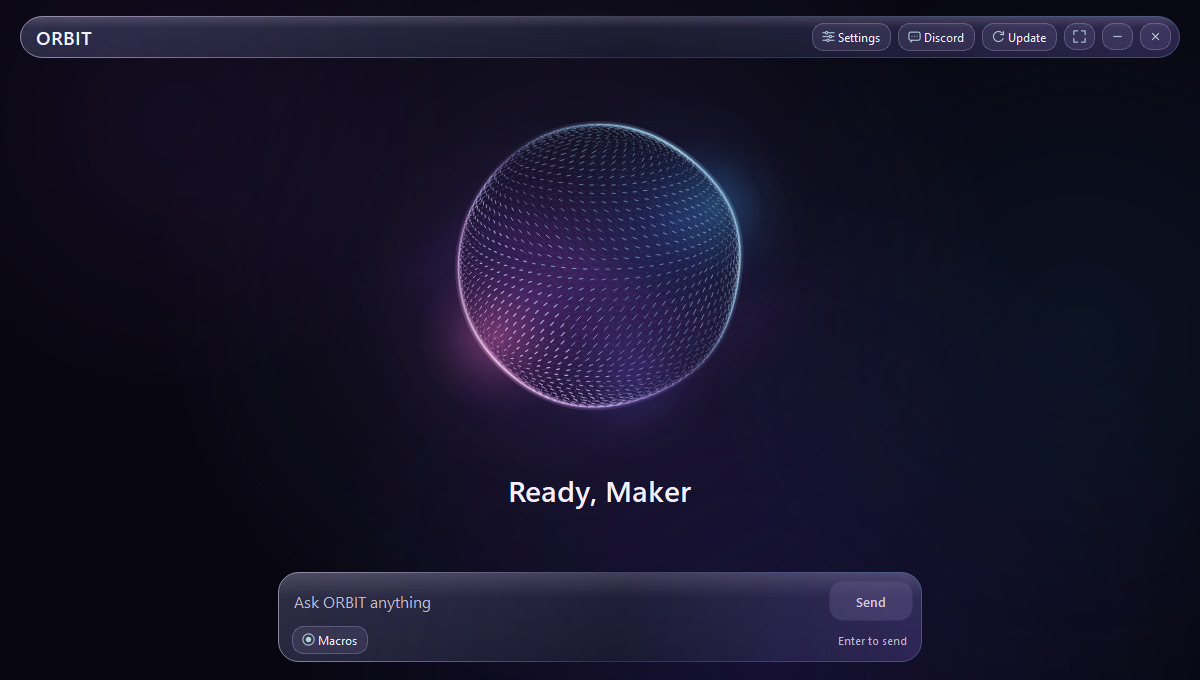 ORBIT
Settings
Discord
Update
Ready, Maker
Ask ORBIT anything
Send
Macros
Enter to send